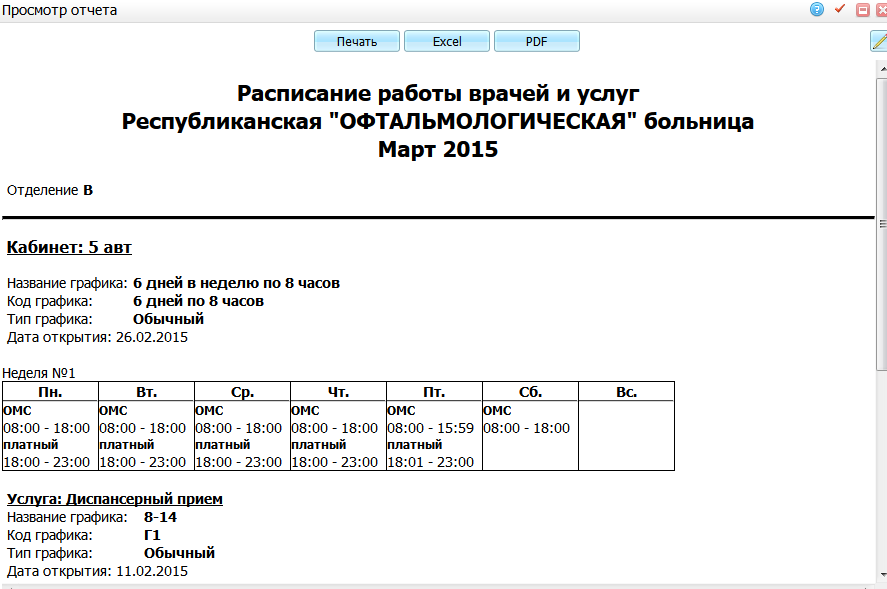 Просмотр отчета
Печать Excel PDF
Расписание работы врачей и услуг
Республиканская "ОФТАЛЬМОЛОГИЧЕСКАЯ" больница
Март 2015
Отделение В
Кабинет: 5 авт
Название графика: 6 дней в неделю по 8 часов
Код графика: 6 дней по 8 часов
Тип графика: Обычный
Дата открытия: 26.02.2015
Неделя №1
Пн. Вт. Ср. Чт. Пт. Сб. Вс.
ОМС ОМС ОМС ОМС ОМС ОМС
08:00 - 18:00 08:00 - 18:00 08:00 - 18:00 08:00 - 18:00 08:00 - 15:59 08:00 - 18:00
платный платный платный платный платный
18:00 - 23:00 18:00 - 23:00 18:00 - 23:00 18:00 - 23:00 18:01 - 23:00
Услуга: Диспансерный прием
Название графика: 8-14
Код графика: Г1
Тип графика: Обычный
Дата открытия: 11.02.2015